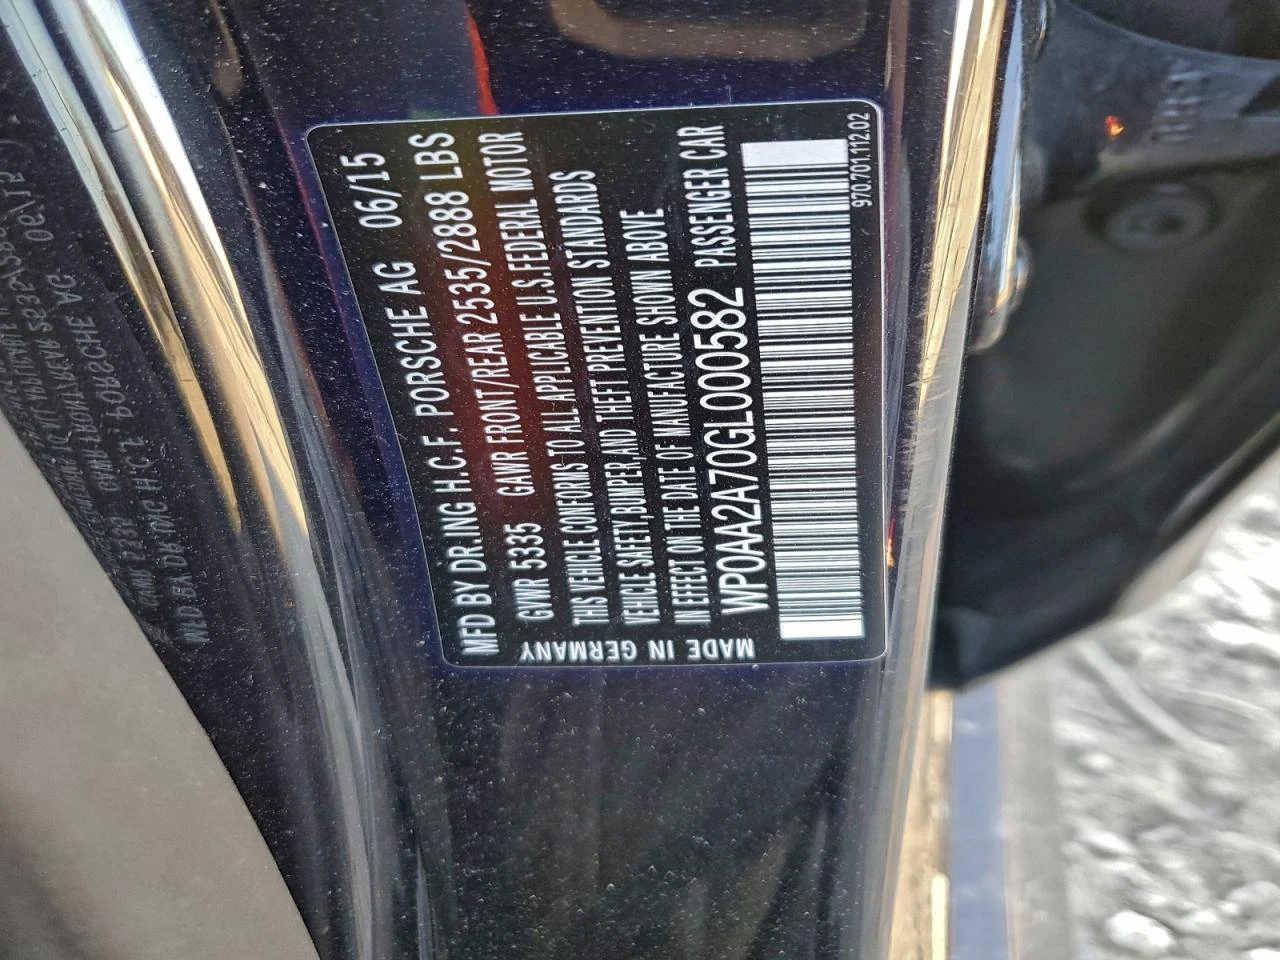 MFD BY DR.ING H.C.F. PORSCHE AG 06/15
GVWR 5335 GAWR FRONT/REAR 2535/2888 LBS
THIS VEHICLE CONFORMS TO ALL APPLICABLE U.S.FEDERAL MOTOR
VEHICLE SAFETY,BUMPER,AND THEFT PREVENTION STANDARDS
IN EFFECT ON THE DATE OF MANUFACTURE SHOWN ABOVE
WP0AA2A70GL000582 PASSENGER CAR
970.701.112.02
MADE IN GERMANY